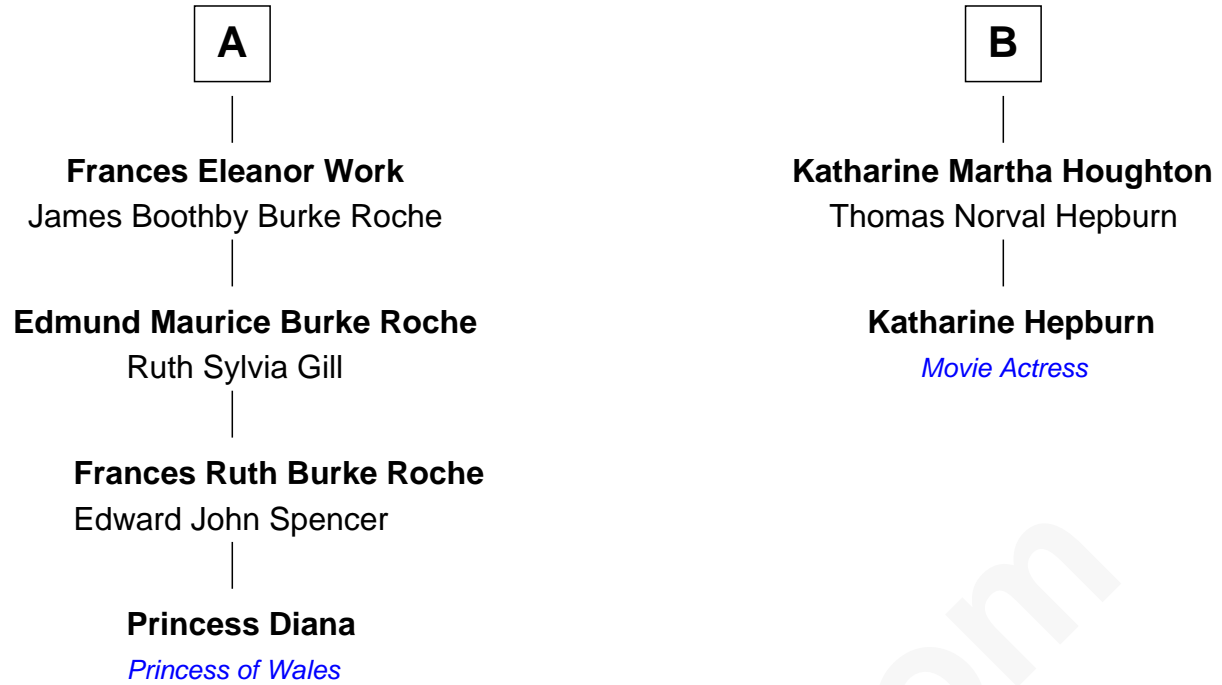 A
Frances Eleanor Work
James Boothby Burke Roche
Edmund Maurice Burke Roche
Ruth Sylvia Gill
Frances Ruth Burke Roche
Edward John Spencer
Princess Diana
Princess of Wales
B
Katharine Martha Houghton
Thomas Norval Hepburn
Katharine Hepburn
Movie Actress
om